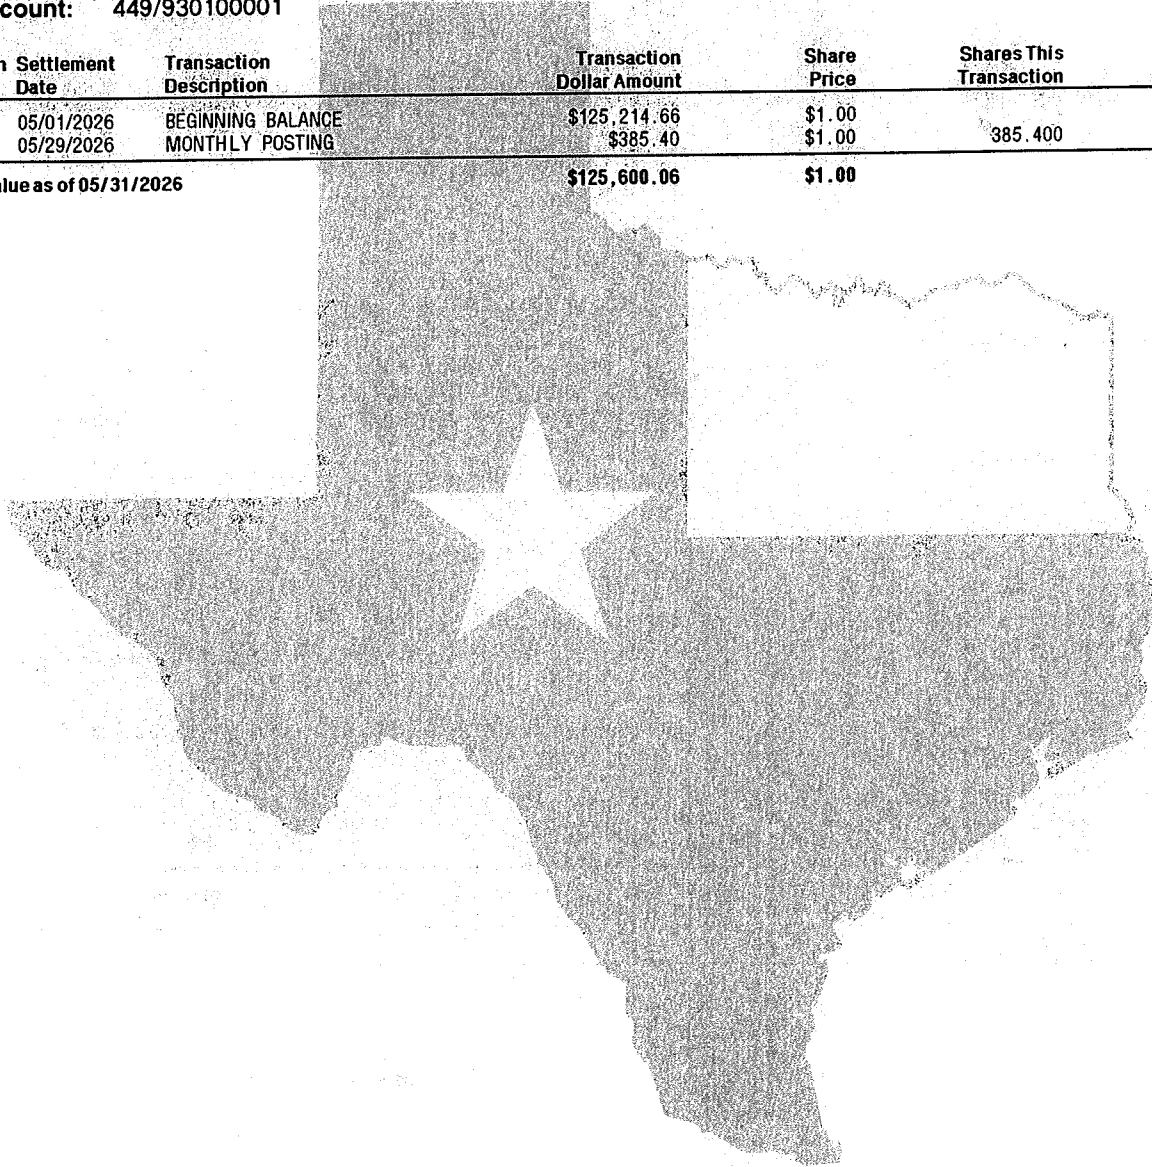 count: 449/930100001
n Settlement Transaction Transaction Share Shares This
Date Description Dollar Amount Price Transaction
05/01/2026 BEGINNING BALANCE $125,214.66 $1.00
05/29/2026 MONTHLY POSTING $385.40 $1.00 385.400
alue as of 05/31/2026 $125,600.06 $1.00